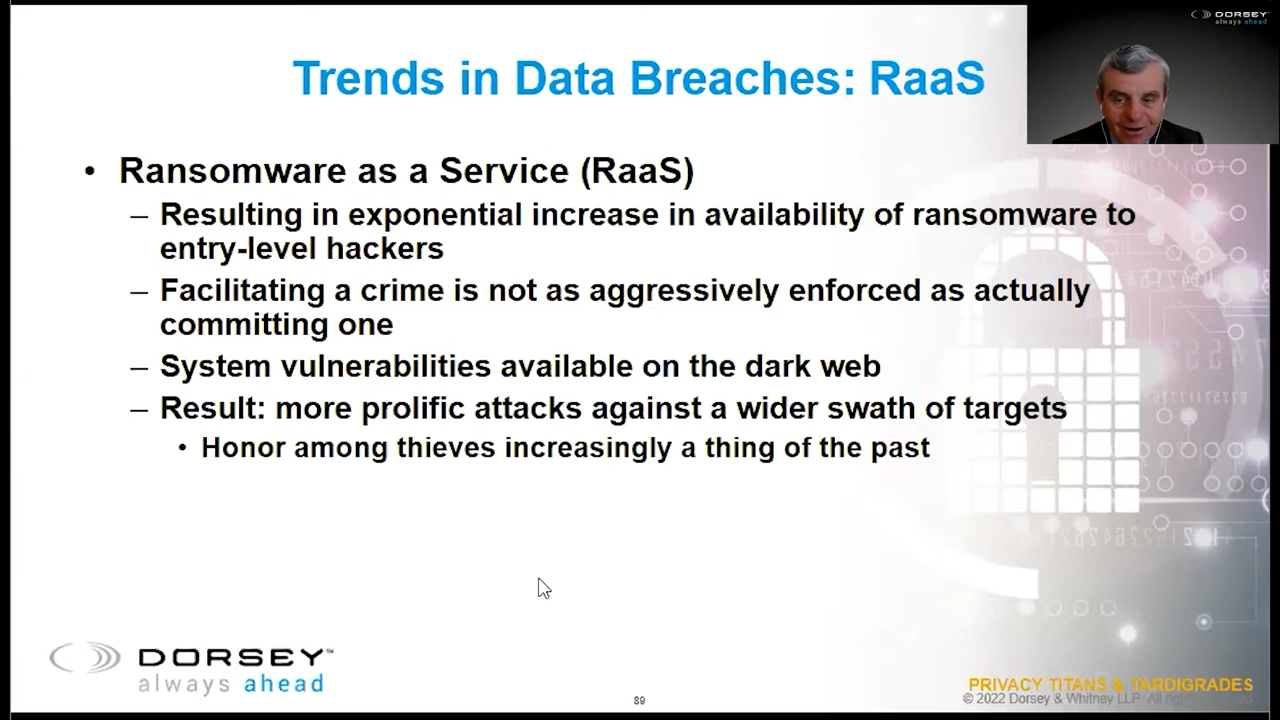 DORSEY™
always ahead
Trends in Data Breaches: RaaS
• Ransomware as a Service (RaaS)
– Resulting in exponential increase in availability of ransomware to
entry-level hackers
– Facilitating a crime is not as aggressively enforced as actually
committing one
– System vulnerabilities available on the dark web
– Result: more prolific attacks against a wider swath of targets
• Honor among thieves increasingly a thing of the past
DORSEY™
always ahead
89
PRIVACY TITANS & TARDIGRADES
© 2022 Dorsey & Whitney LLP. All